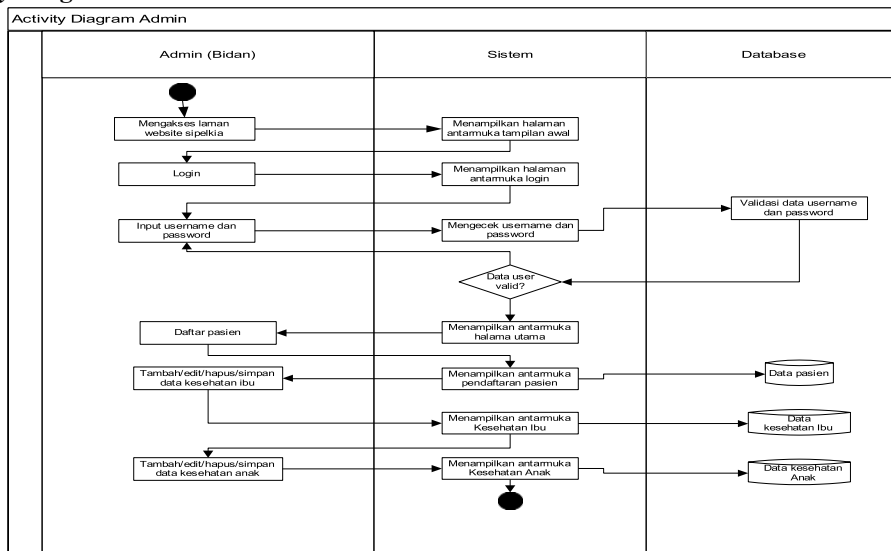 Activity Diagram Admin
Admin (Bidan)
Sistem
Database
Mengakses laman
website sipelkia
Menampilkan halaman
antarmuka tampilan awal
Login
Menampilkan halaman
antarmuka login
Input username dan
password
Mengecek username dan
password
Validasi data username
dan password
Data user
valid?
Daftar pasien
Menampilkan antarmuka
halama utama
Tambah/edit/hapus/simpan
data kesehatan ibu
Menampilkan antarmuka
pendaftaran pasien
Data pasien
Menampilkan antarmuka
Kesehatan Ibu
Data
kesehatan Ibu
Tambah/edit/hapus/simpan
data kesehatan anak
Menampilkan antarmuka
Kesehatan Anak
Data kesehatan
Anak